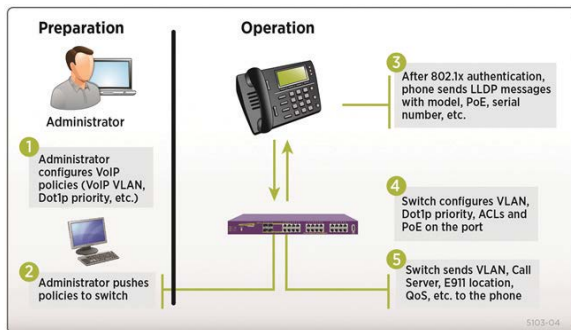 Preparation
Administrator
1
Administrator
configures VoIP
policies (VoIP VLAN,
Dot1p priority, etc.)
2
Administrator pushes
policies to switch
Operation
3
After 802.1x authentication,
phone sends LLDP messages
with model, PoE, serial
number, etc.
4
Switch configures VLAN,
Dot1p priority, ACLs and
PoE on the port
5
Switch sends VLAN, Call
Server, E911 location,
QoS, etc. to the phone
5103-04